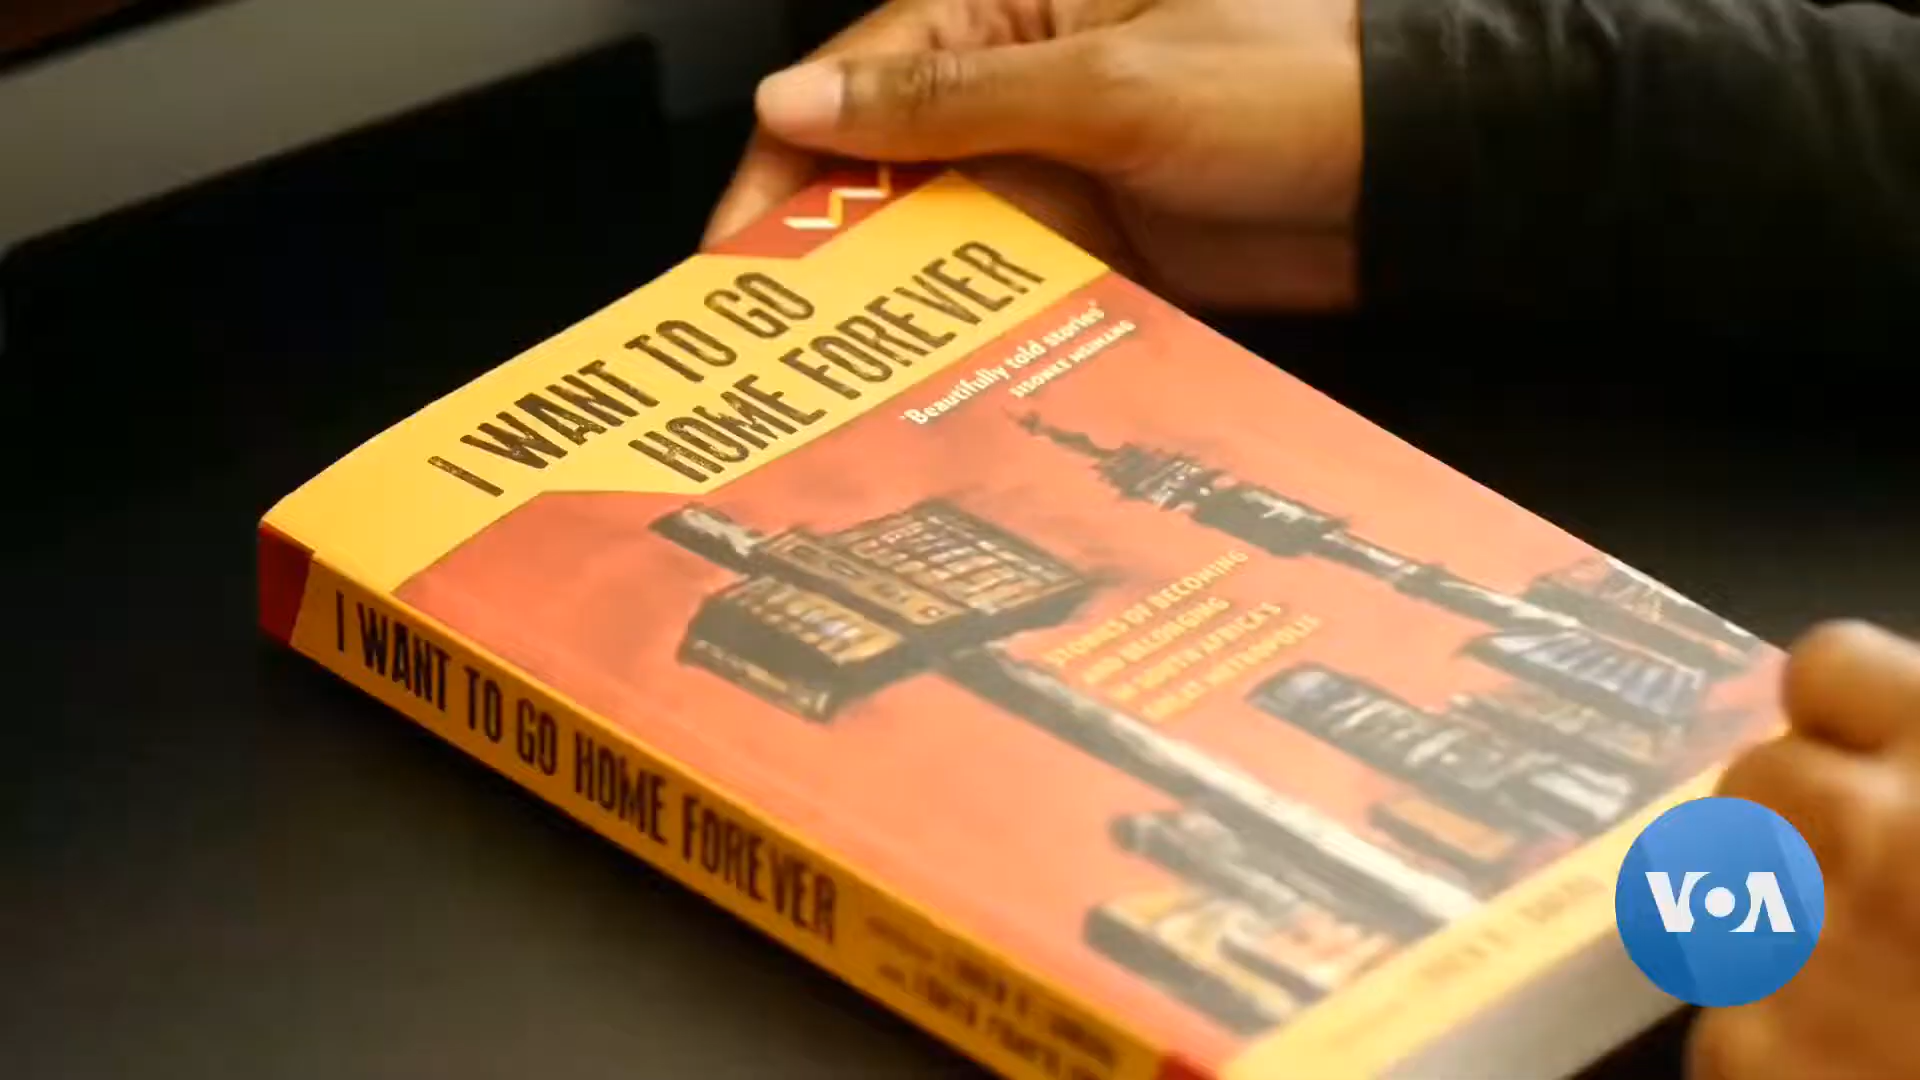 I WANT TO GO
HOME FOREVER
'Beautifully told stories'
SISONKE MSIMANG
STORIES OF BECOMING
AND BELONGING
IN SOUTH AFRICA'S
GREAT METROPOLIS
I WANT TO GO HOME FOREVER
VOA